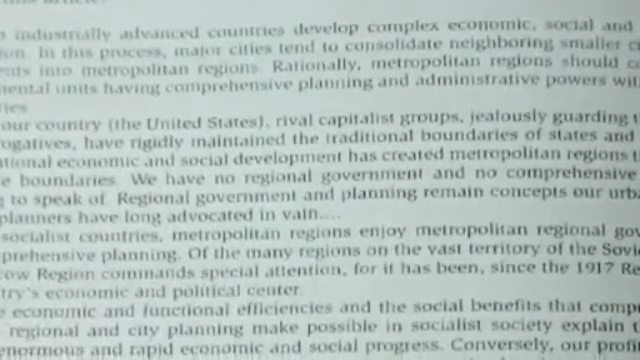 industrially advanced countries develop complex economic, social and
In this process, major cities tend to consolidate neighboring smaller
into metropolitan regions. Rationally, metropolitan regions should
units having comprehensive planning and administrative powers
our country (the United States), rival capitalist groups, jealously guarding
have rigidly maintained the traditional boundaries of states and
economic and social development has created metropolitan regions
boundaries. We have no regional government and no comprehensive
to speak of. Regional government and planning remain concepts our
planners have long advocated in vain....
socialist countries, metropolitan regions enjoy metropolitan regional
planning. Of the many regions on the vast territory of the
Region commands special attention, for it has been, since the 1917
economic and political center.
economic and functional efficiencies and the social benefits that
regional and city planning make possible in socialist society explain
and rapid economic and social progress. Conversely, our